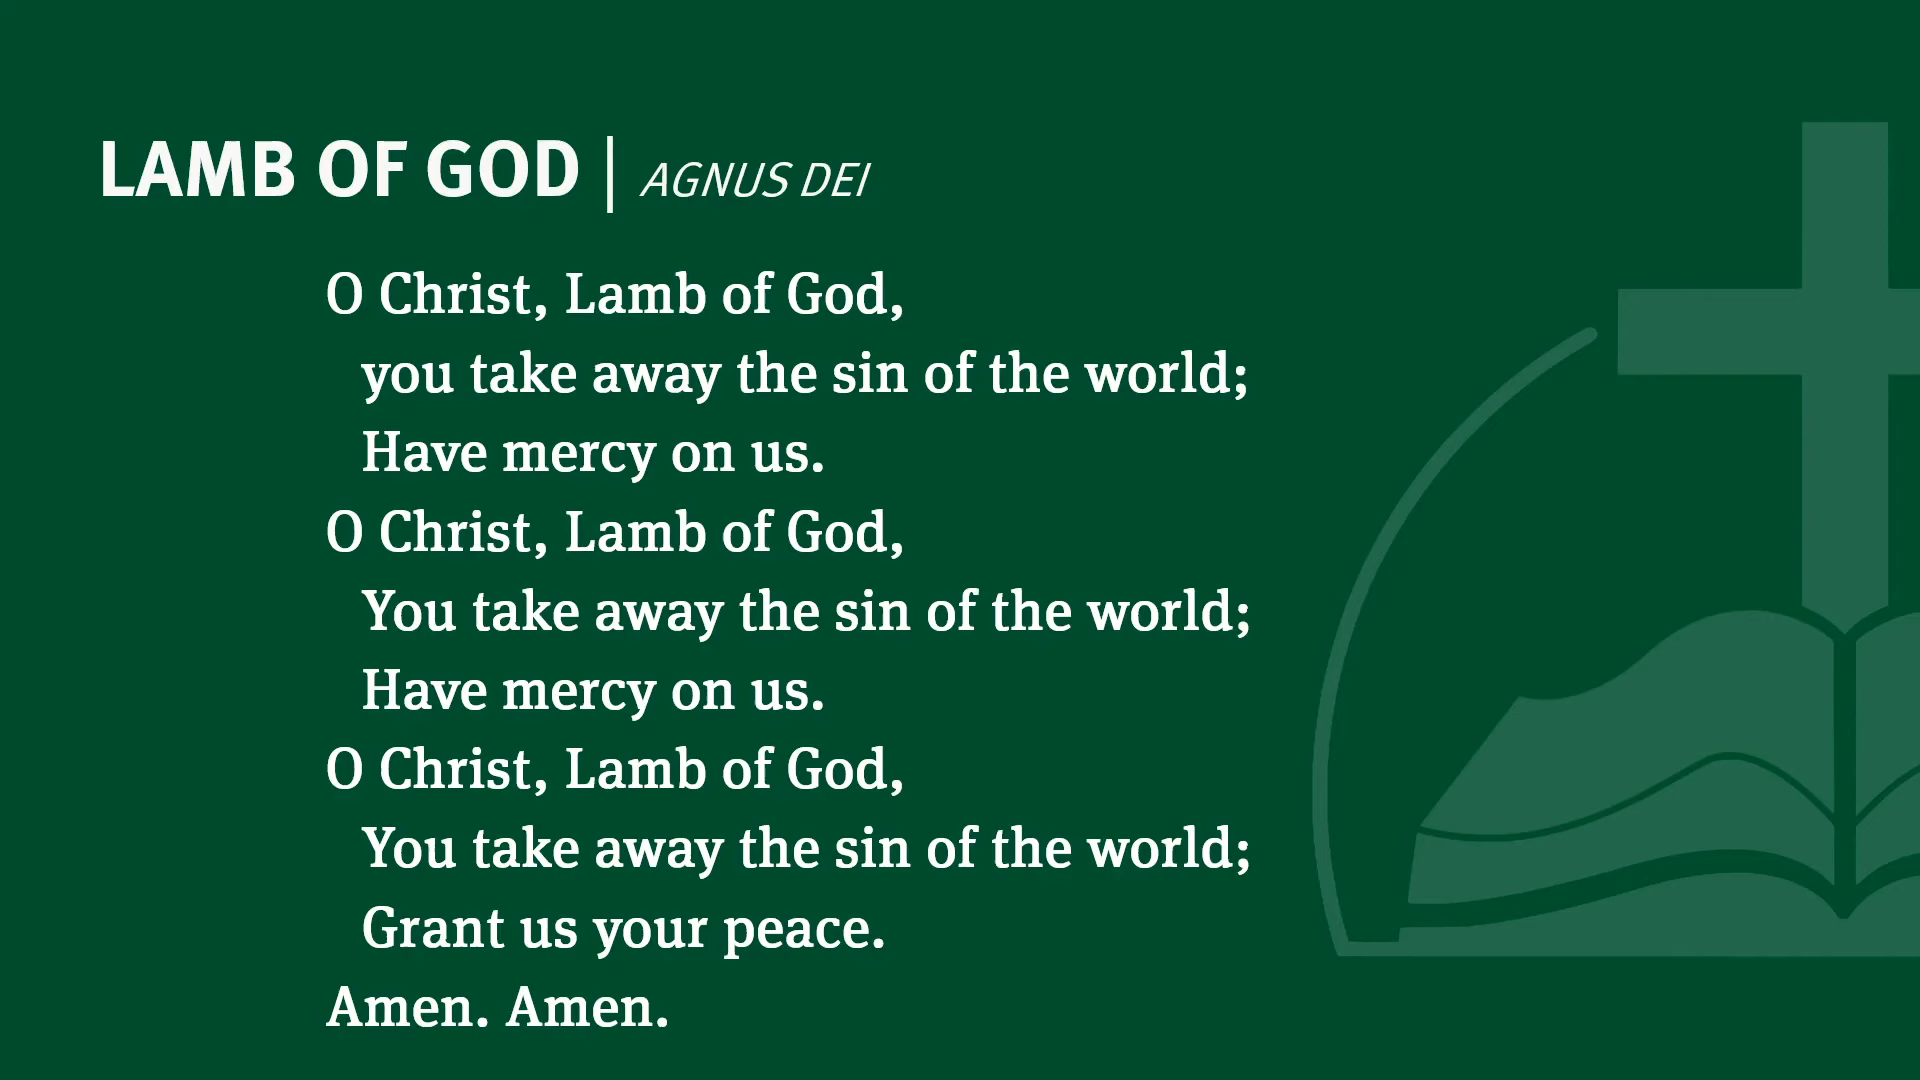 LAMB OF GOD | AGNUS DEI
O Christ, Lamb of God,
you take away the sin of the world;
Have mercy on us.
O Christ, Lamb of God,
You take away the sin of the world;
Have mercy on us.
O Christ, Lamb of God,
You take away the sin of the world;
Grant us your peace.
Amen. Amen.